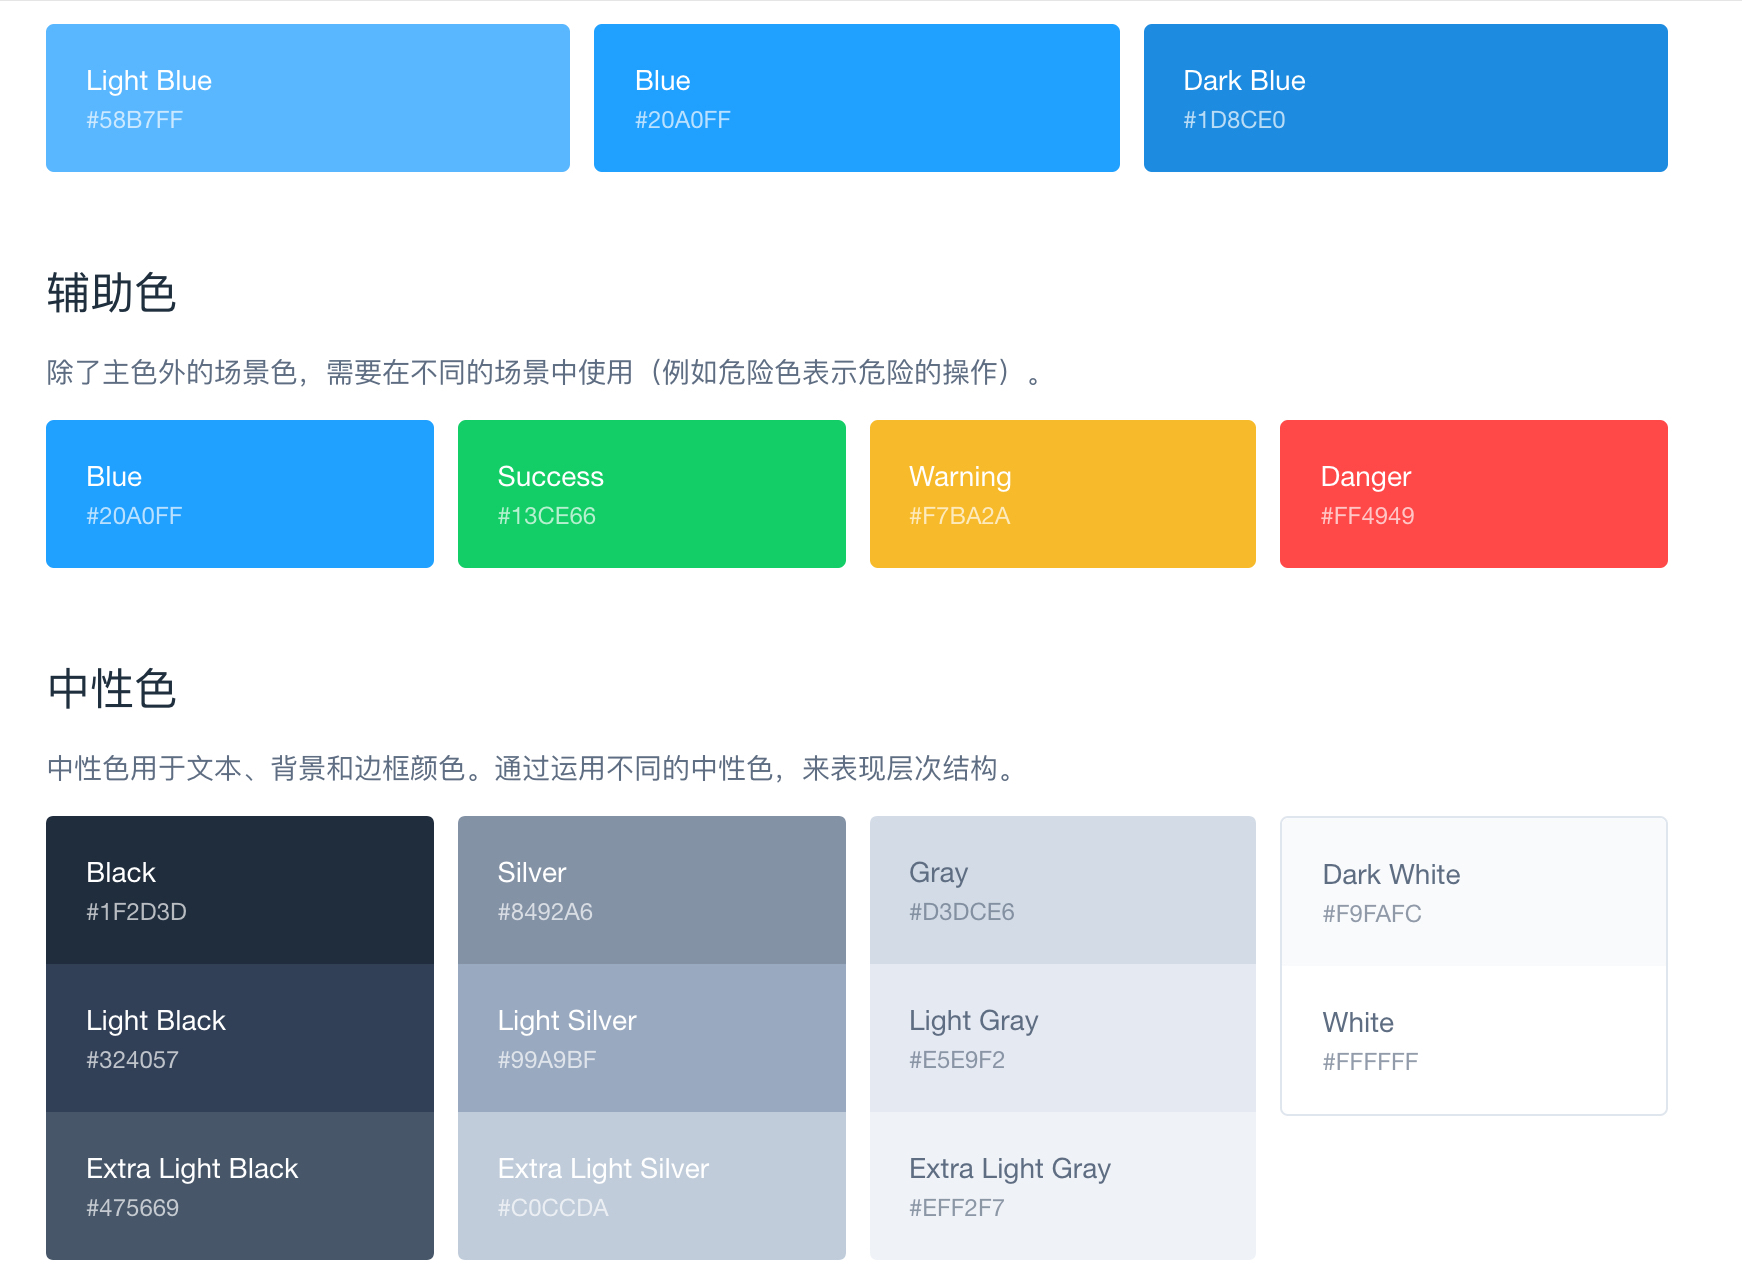 Light Blue
#58B7FF
Blue
#20A0FF
Dark Blue
#1D8CE0
辅助色
除了主色外的场景色，需要在不同的场景中使用（例如危险色表示危险的操作）。
Blue
#20A0FF
Success
#13CE66
Warning
#F7BA2A
Danger
#FF4949
中性色
中性色用于文本、背景和边框颜色。通过运用不同的中性色，来表现层次结构。
Black
#1F2D3D
Light Black
#324057
Extra Light Black
#475669
Silver
#8492A6
Light Silver
#99A9BF
Extra Light Silver
#C0CCDA
Gray
#D3DCE6
Light Gray
#E5E9F2
Extra Light Gray
#EFF2F7
Dark White
#F9FAFC
White
#FFFFFF